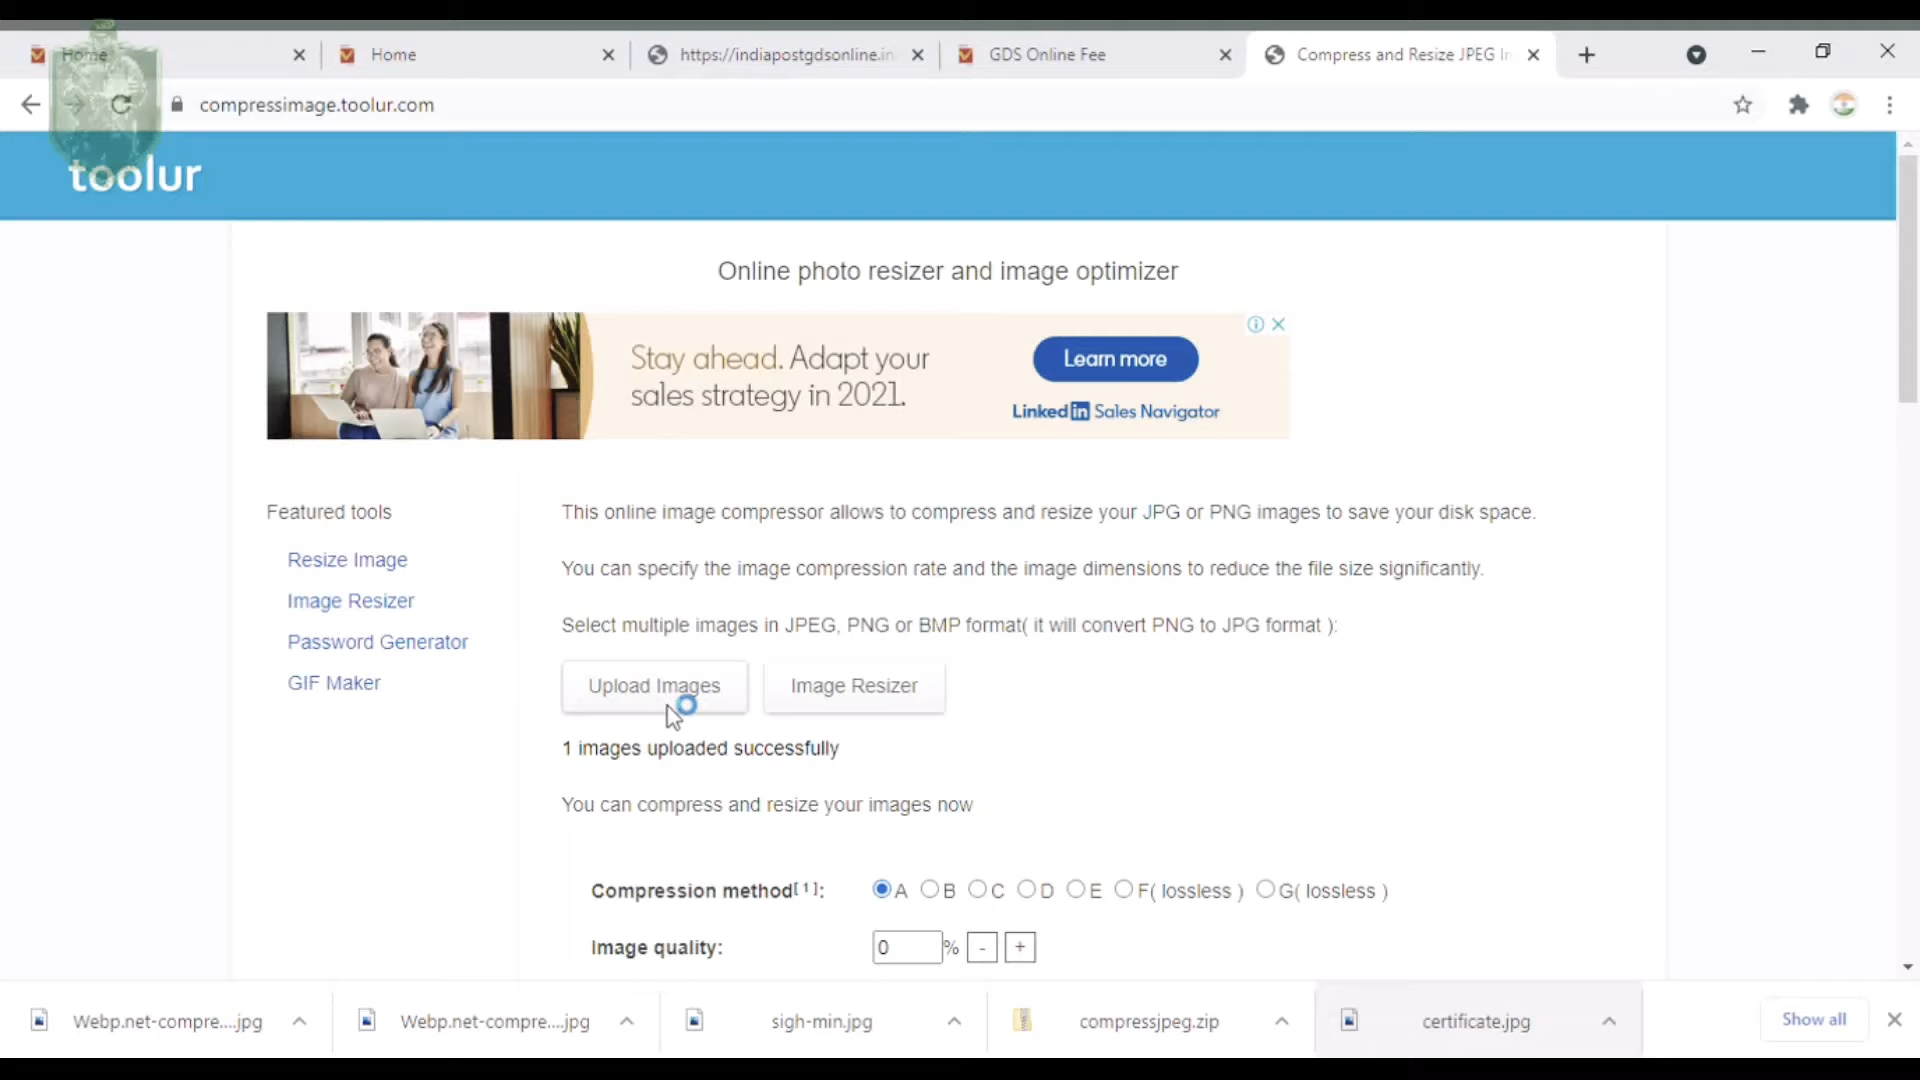 Home
Home
https://indiapostgdsonline.in
GDS Online Fee
Compress and Resize JPEG In
compressimage.toolur.com
toolur
Online photo resizer and image optimizer
Stay ahead. Adapt your
sales strategy in 2021.
Learn more
Linked in Sales Navigator
Featured tools
Resize Image
Image Resizer
Password Generator
GIF Maker
This online image compressor allows to compress and resize your JPG or PNG images to save your disk space.
You can specify the image compression rate and the image dimensions to reduce the file size significantly.
Select multiple images in JPEG, PNG or BMP format( it will convert PNG to JPG format ):
Upload Images Image Resizer
1 images uploaded successfully
You can compress and resize your images now
Compression method[1]: A B C D E F( lossless ) G( lossless )
Image quality: 0 % - +
Webp.net-compre....jpg
Webp.net-compre....jpg
sigh-min.jpg
compressjpeg.zip
certificate.jpg
Show all